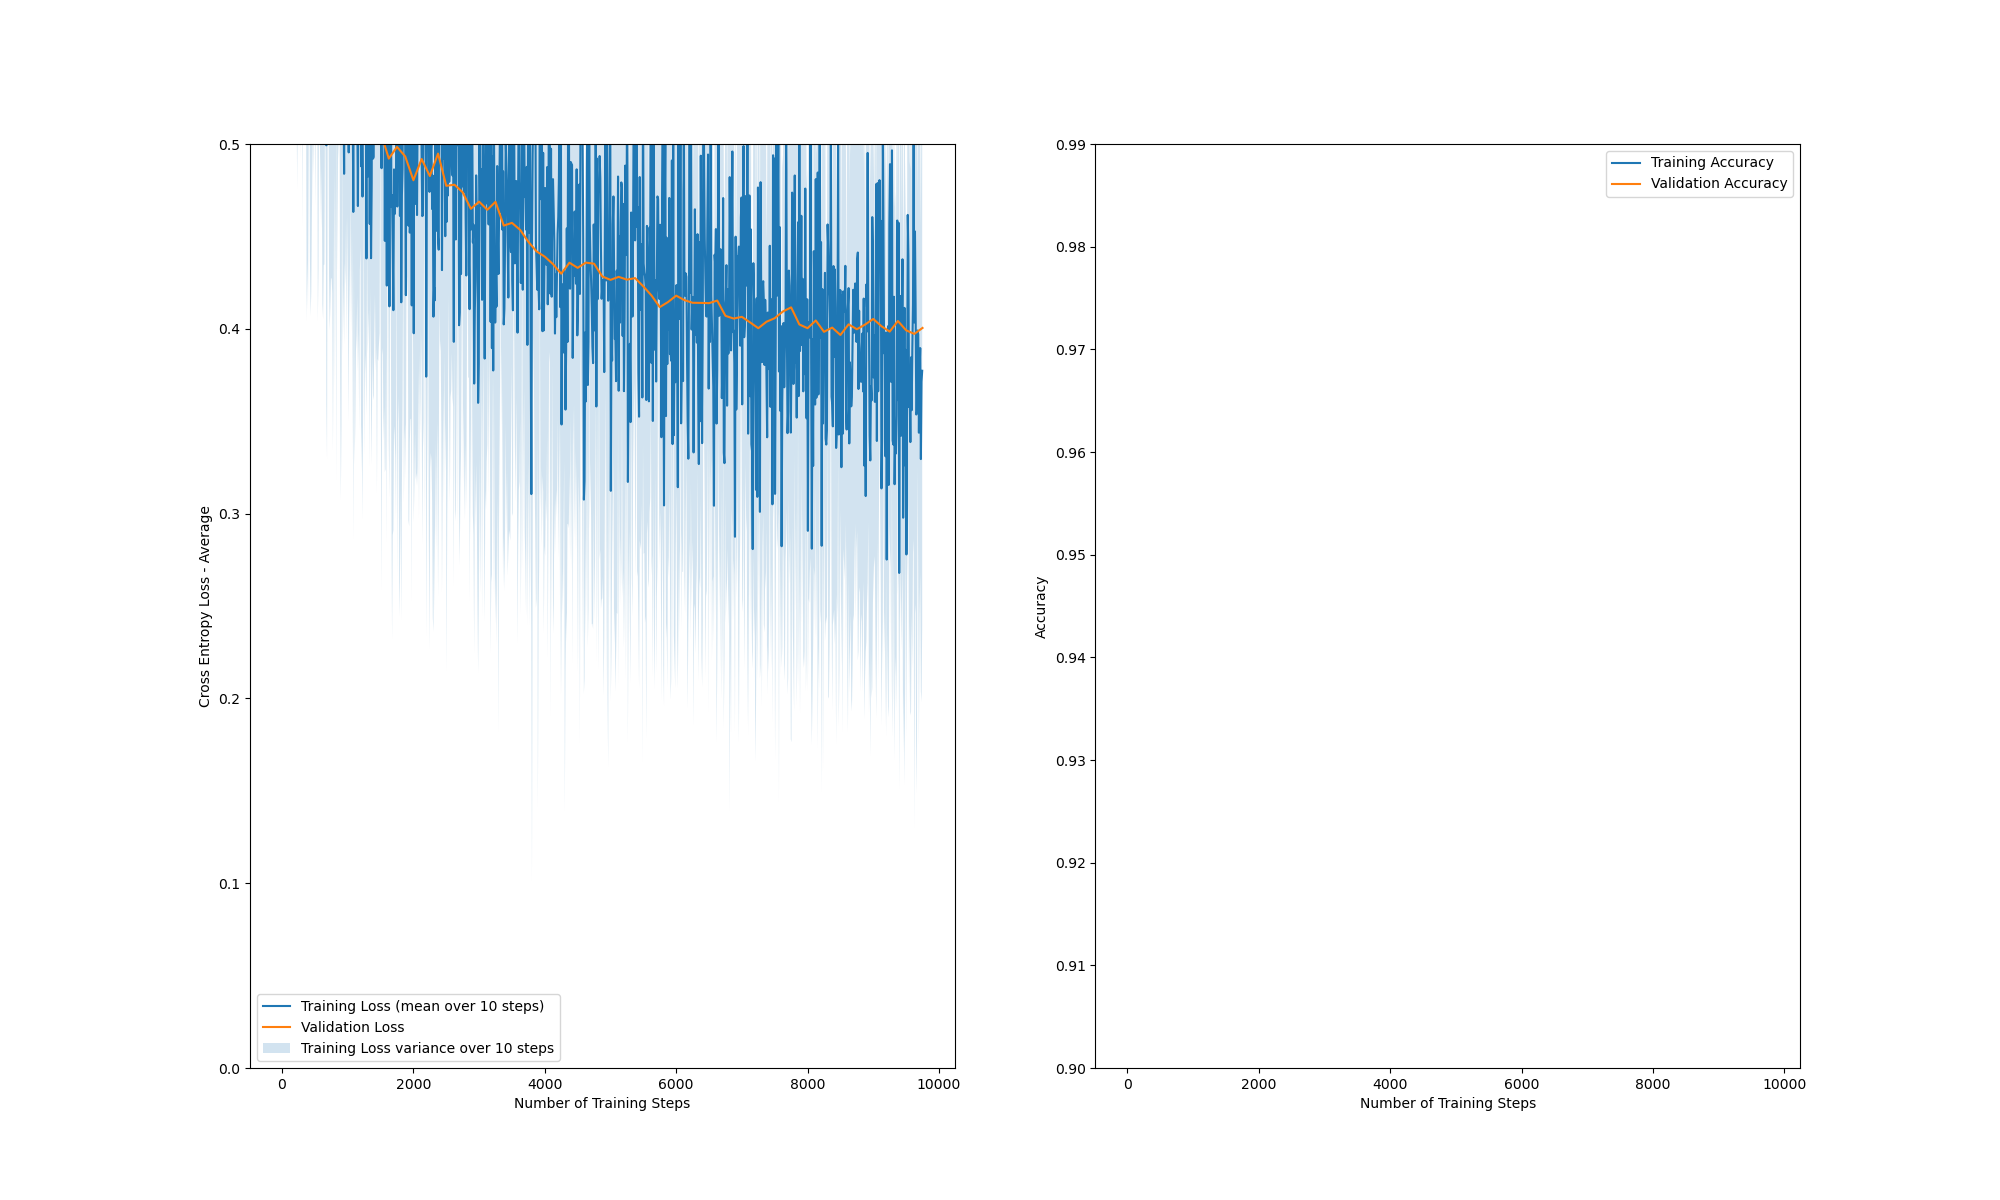 0.5
0.4
0.3
0.2
0.1
0.0
Cross Entropy Loss - Average
Training Loss (mean over 10 steps)
Validation Loss
Training Loss variance over 10 steps
0 2000 4000 6000 8000 10000
Number of Training Steps
0.99
0.98
0.97
0.96
0.95
0.94
0.93
0.92
0.91
0.90
Accuracy
Training Accuracy
Validation Accuracy
0 2000 4000 6000 8000 10000
Number of Training Steps